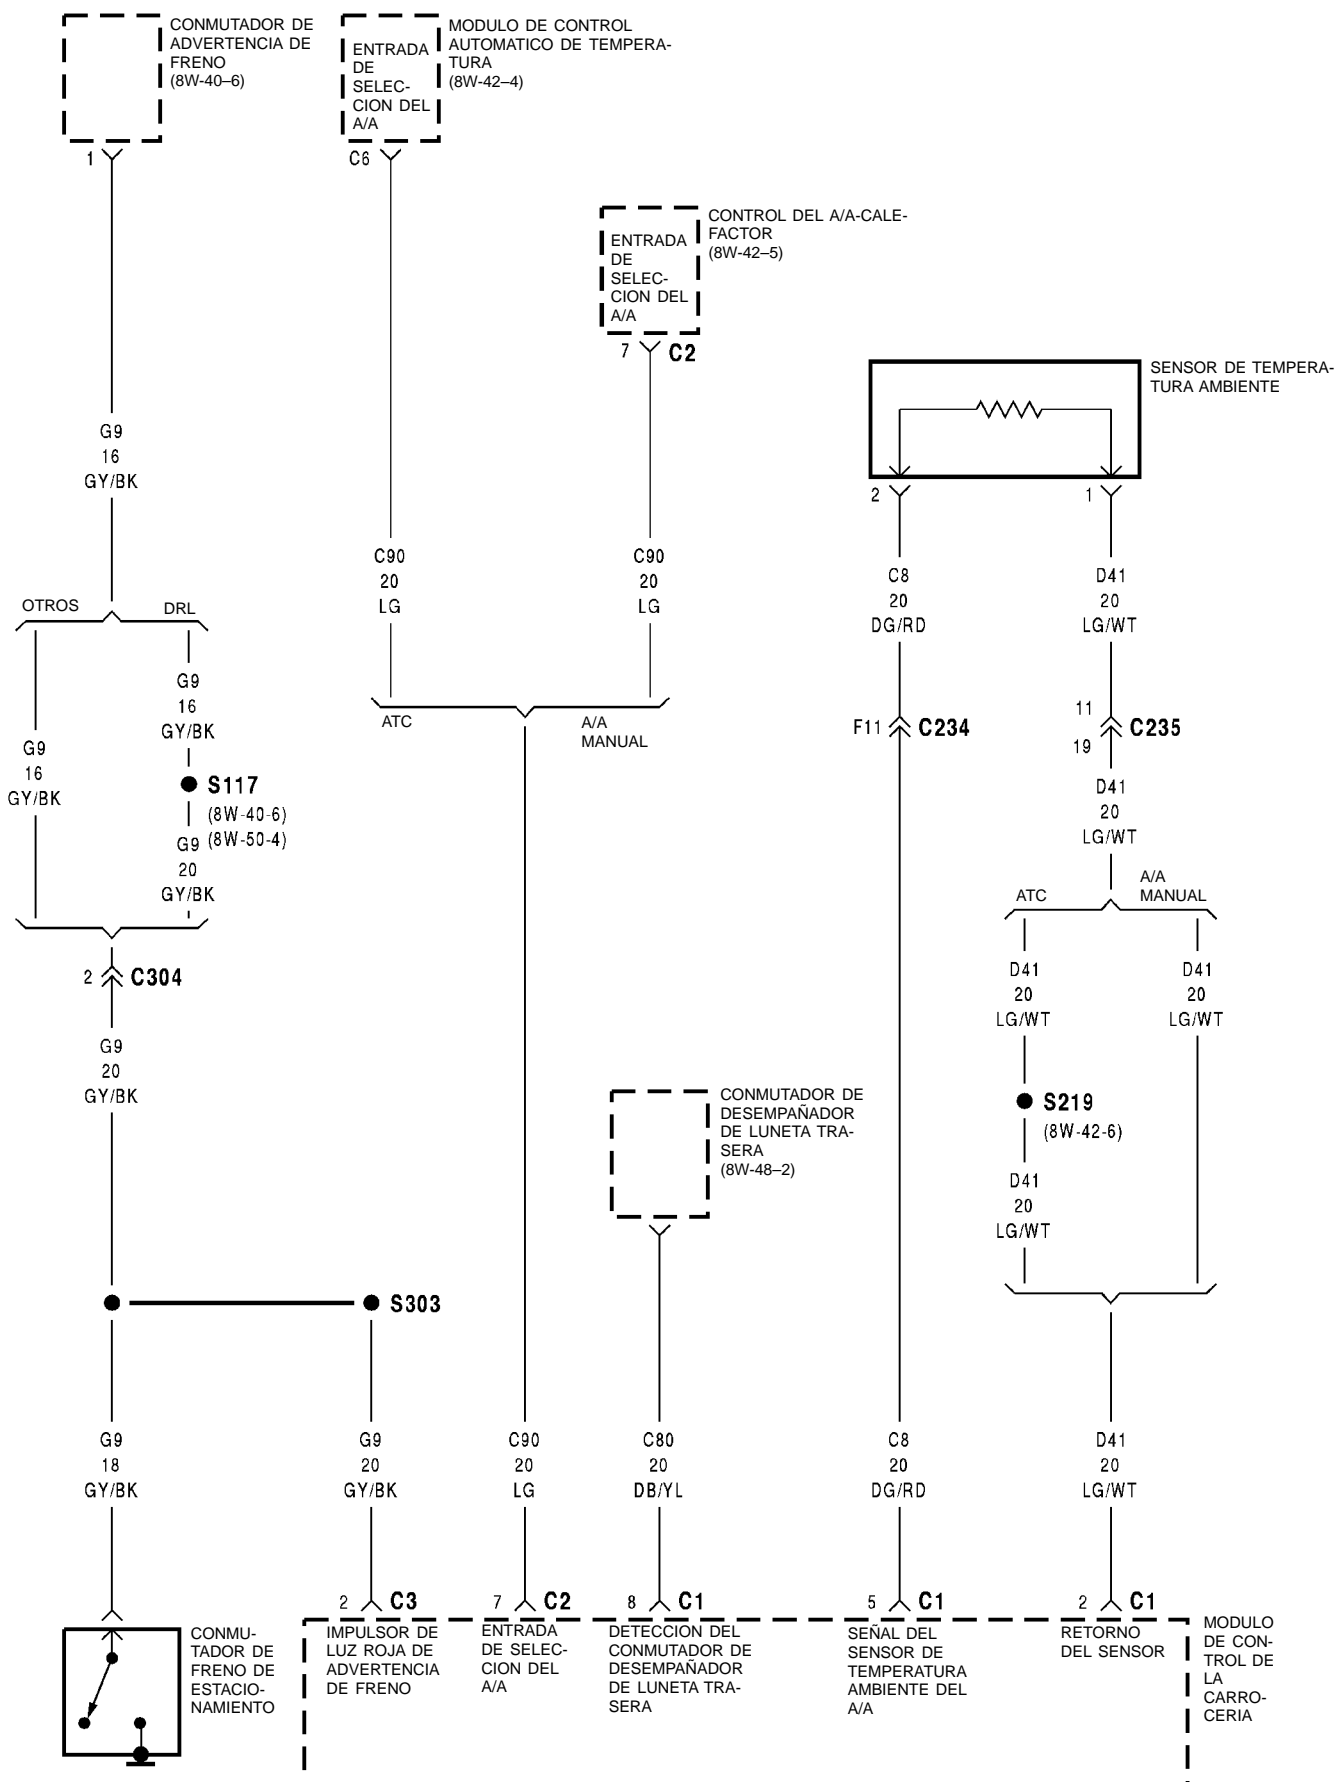 CONMUTADOR DE
ADVERTENCIA DE
FRENO
(8W-40–6)
1
ENTRADA
DE
SELEC-
CION DEL
A/A
MODULO DE CONTROL
AUTOMATICO DE TEMPERA-
TURA
(8W-42–4)
C6
ENTRADA
DE
SELEC-
CION DEL
A/A
CONTROL DEL A/A-CALE-
FACTOR
(8W-42–5)
7 C2
SENSOR DE TEMPERA-
TURA AMBIENTE
2
1
G9
16
GY/BK
C90
20
LG
C90
20
LG
C8
20
DG/RD
D41
20
LG/WT
OTROS
DRL
G9
16
GY/BK
G9
16
GY/BK
S117
(8W-40-6)
(8W-50-4)
G9
20
GY/BK
ATC
A/A
MANUAL
F11 C234
11
C235
19
D41
20
LG/WT
ATC
A/A
MANUAL
D41
20
LG/WT
D41
20
LG/WT
2 C304
G9
20
GY/BK
CONMUTADOR DE
DESEMPAÑADOR
DE LUNETA TRA-
SERA
(8W-48–2)
S219
(8W-42-6)
D41
20
LG/WT
S303
G9
18
GY/BK
G9
20
GY/BK
C90
20
LG
C80
20
DB/YL
C8
20
DG/RD
D41
20
LG/WT
2 C3
7 C2
8 C1
5 C1
2 C1
CONMU-
TADOR DE
FRENO DE
ESTACIO-
NAMIENTO
IMPULSOR DE
LUZ ROJA DE
ADVERTENCIA
DE FRENO
ENTRADA
DE SELEC-
CION DEL
A/A
DETECCION DEL
CONMUTADOR DE
DESEMPAÑADOR
DE LUNETA TRA-
SERA
SEÑAL DEL
SENSOR DE
TEMPERATURA
AMBIENTE DEL
A/A
RETORNO
DEL SENSOR
MODULO
DE CON-
TROL DE
LA
CARRO-
CERIA